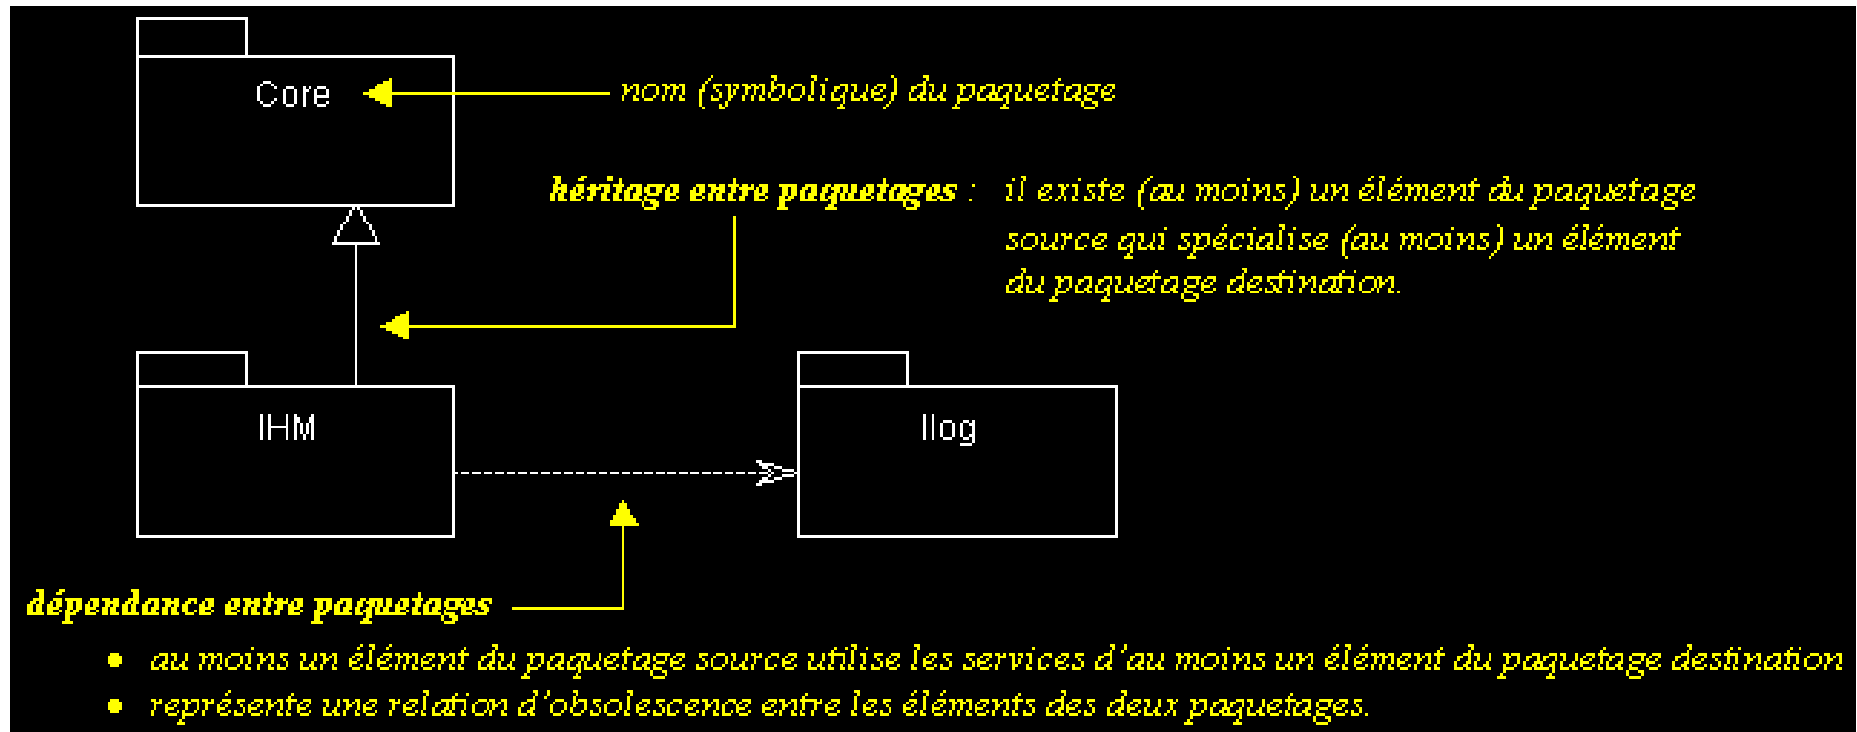 Core
nom (symbolique) du paquetage
héritage entre paquetages : il existe (au moins) un élément du paquetage
source qui spécialise (au moins) un élément
du paquetage destination.
IHM
Ilog
dépendance entre paquetages
• au moins un élément du paquetage source utilise les services d'au moins un élément du paquetage destination
• représente une relation d'obsolescence entre les éléments des deux paquetages.